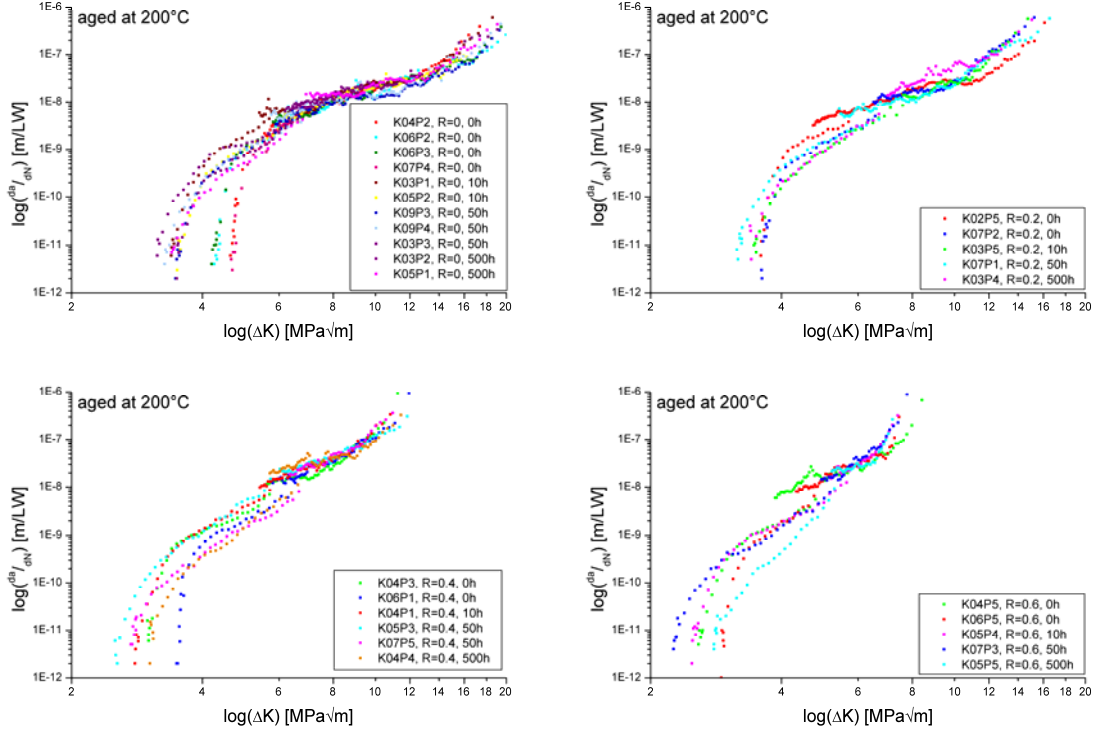 aged at 200°C
1E-6
1E-7
1E-8
1E-9
1E-10
1E-11
1E-12
log(da/dN) [m/LW]
K04P2, R=0, 0h
K06P2, R=0, 0h
K06P3, R=0, 0h
K07P4, R=0, 0h
K03P1, R=0, 10h
K05P2, R=0, 10h
K09P3, R=0, 50h
K09P4, R=0, 50h
K03P3, R=0, 50h
K03P2, R=0, 500h
K05P1, R=0, 500h
2 4 6 8 10 12 14 16 18 20
log(ΔK) [MPa√m]
aged at 200°C
1E-6
1E-7
1E-8
1E-9
1E-10
1E-11
1E-12
log(da/dN) [m/LW]
K02P5, R=0.2, 0h
K07P2, R=0.2, 0h
K03P5, R=0.2, 10h
K07P1, R=0.2, 50h
K03P4, R=0.2, 500h
2 4 6 8 10 12 14 16 18 20
log(ΔK) [MPa√m]
aged at 200°C
1E-6
1E-7
1E-8
1E-9
1E-10
1E-11
1E-12
log(da/dN) [m/LW]
K04P3, R=0.4, 0h
K06P1, R=0.4, 0h
K04P1, R=0.4, 10h
K05P3, R=0.4, 50h
K07P5, R=0.4, 50h
K04P4, R=0.4, 500h
2 4 6 8 10 12 14 16 18 20
log(ΔK) [MPa√m]
aged at 200°C
1E-6
1E-7
1E-8
1E-9
1E-10
1E-11
1E-12
log(da/dN) [m/LW]
K04P5, R=0.6, 0h
K06P5, R=0.6, 0h
K05P4, R=0.6, 10h
K07P3, R=0.6, 50h
K05P5, R=0.6, 500h
2 4 6 8 10 12 14 16 18 20
log(ΔK) [MPa√m]